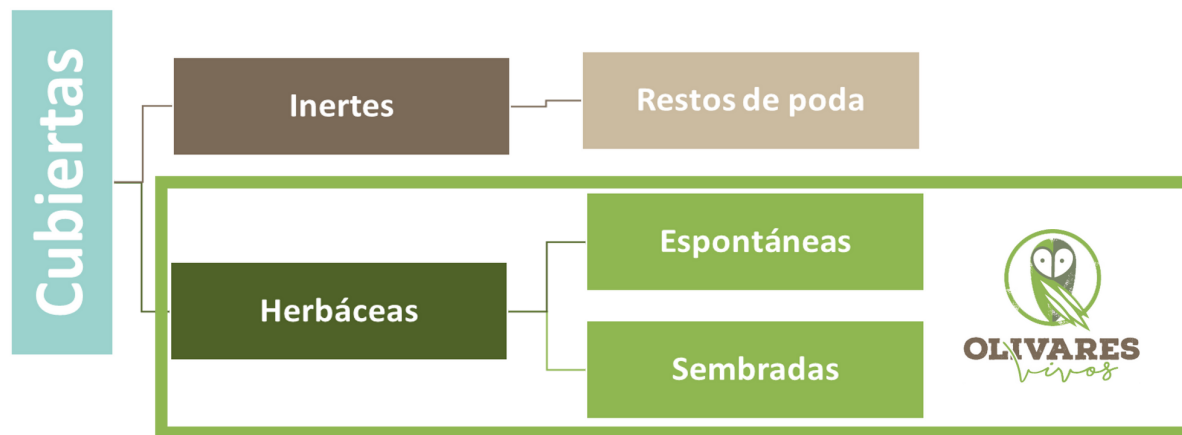 Cubiertas
Inertes
Restos de poda
Herbáceas
Espontáneas
Sembradas
OLIVARES
vivos